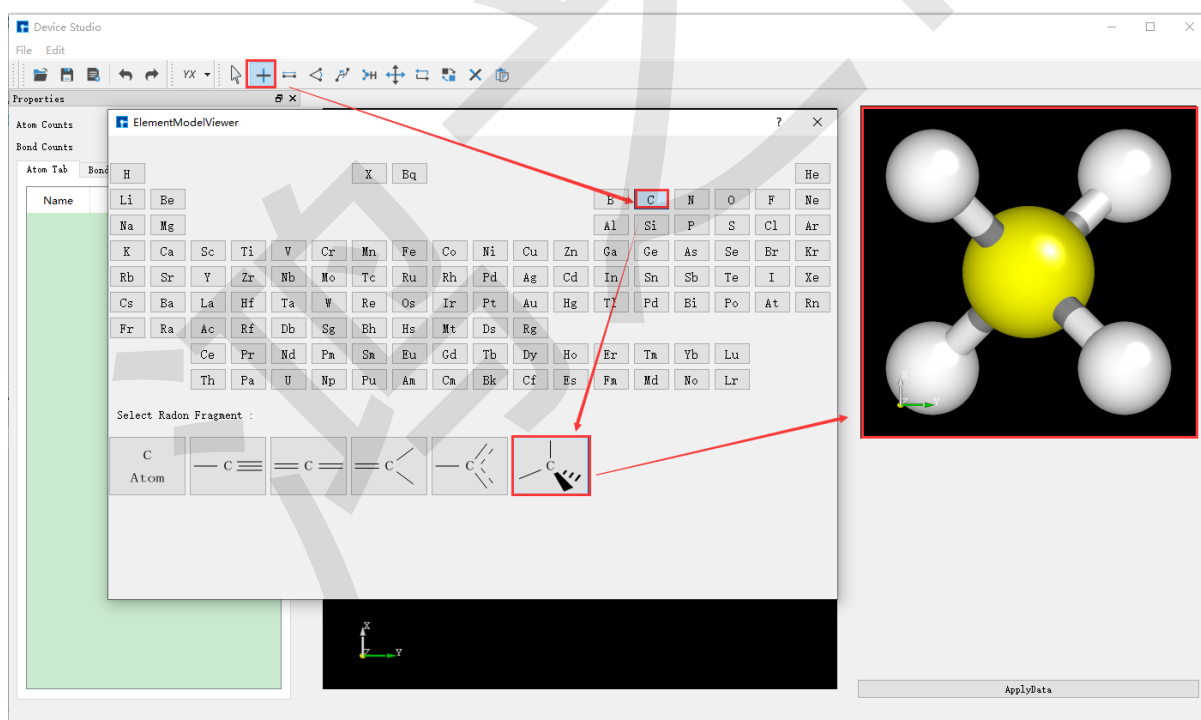 Device Studio
File Edit
YX
Properties
Atom Counts
Bond Counts
Atom Tab Bond
Name
ElementModelViewer ? ×
H X Bq He
Li Be B C N O F Ne
Na Mg Al Si P S Cl Ar
K Ca Sc Ti V Cr Mn Fe Co Ni Cu Zn Ga Ge As Se Br Kr
Rb Sr Y Zr Nb Mo Tc Ru Rh Pd Ag Cd In Sn Sb Te I Xe
Cs Ba La Hf Ta W Re Os Ir Pt Au Hg Tl Pd Bi Po At Rn
Fr Ra Ac Rf Db Sg Bh Hs Mt Ds Rg
Ce Pr Nd Pm Sm Eu Gd Tb Dy Ho Er Tm Yb Lu
Th Pa U Np Pu Am Cm Bk Cf Es Fm Md No Lr
Select Radon Fragment :
C
Atom
C
C
C
C
C
X
Z Y
X
Z Y
ApplyData